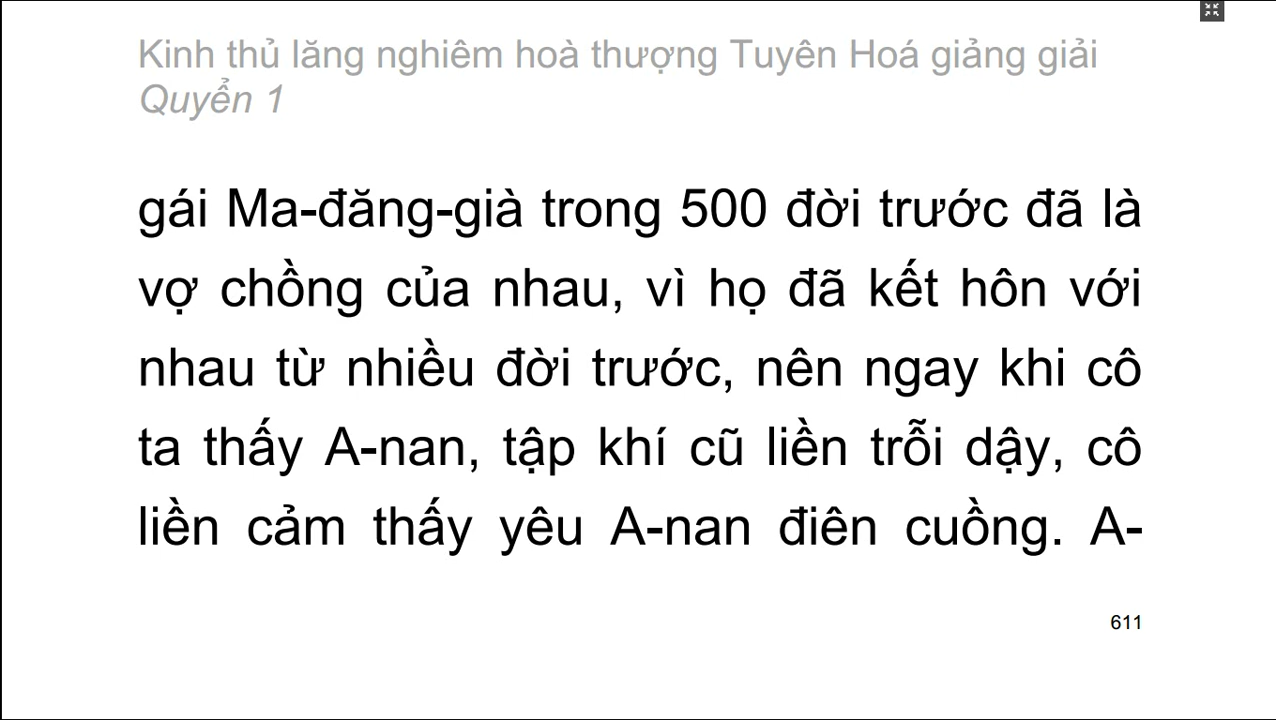 Kinh thủ lăng nghiêm hoà thượng Tuyên Hoá giảng giải
Quyển 1
gái Ma-đăng-già trong 500 đời trước đã là
vợ chồng của nhau, vì họ đã kết hôn với
nhau từ nhiều đời trước, nên ngay khi cô
ta thấy A-nan, tập khí cũ liền trỗi dậy, cô
liền cảm thấy yêu A-nan điên cuồng. A-
611